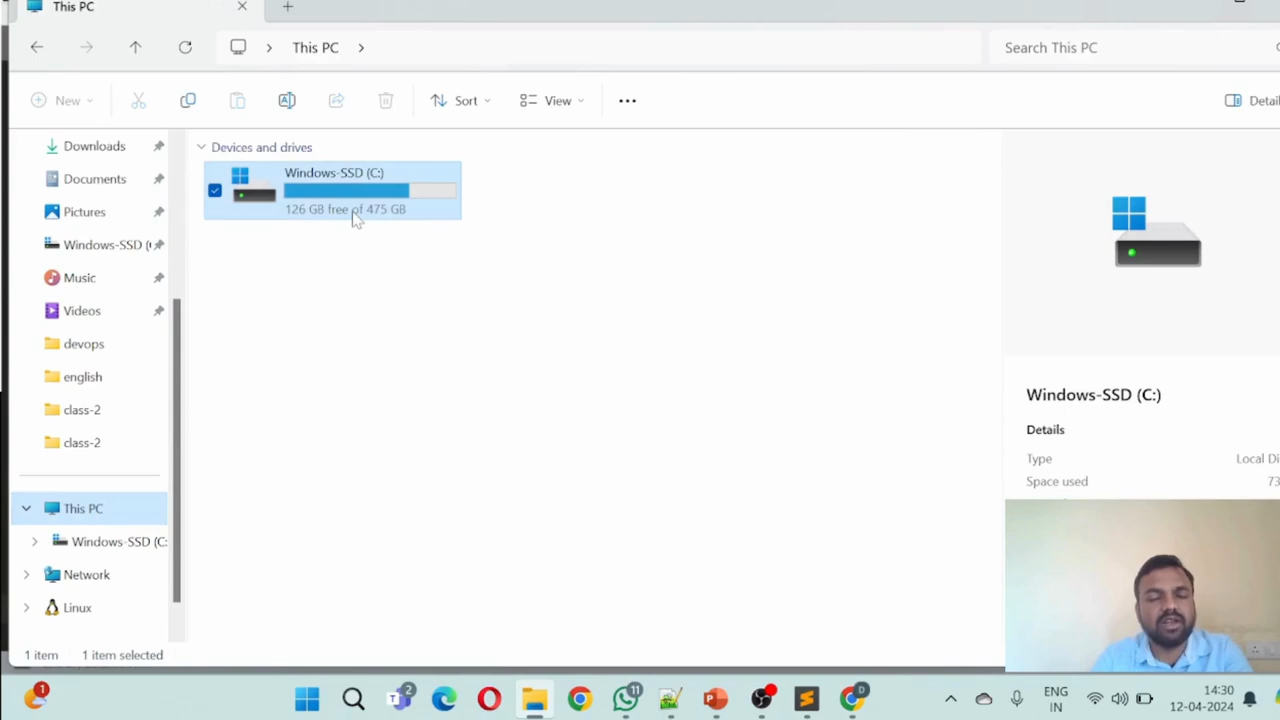 This PC
This PC
Search This PC
New
Sort
View
Downloads
Documents
Pictures
Windows-SSD (
Music
Videos
devops
english
class-2
class-2
This PC
Windows-SSD (C:
Network
Linux
Devices and drives
Windows-SSD (C:)
126 GB free of 475 GB
Windows-SSD (C:)
Details
Type Local Di
Space used 73
1 item 1 item selected
1
2
11
D
ENG
IN
14:30
12-04-2024